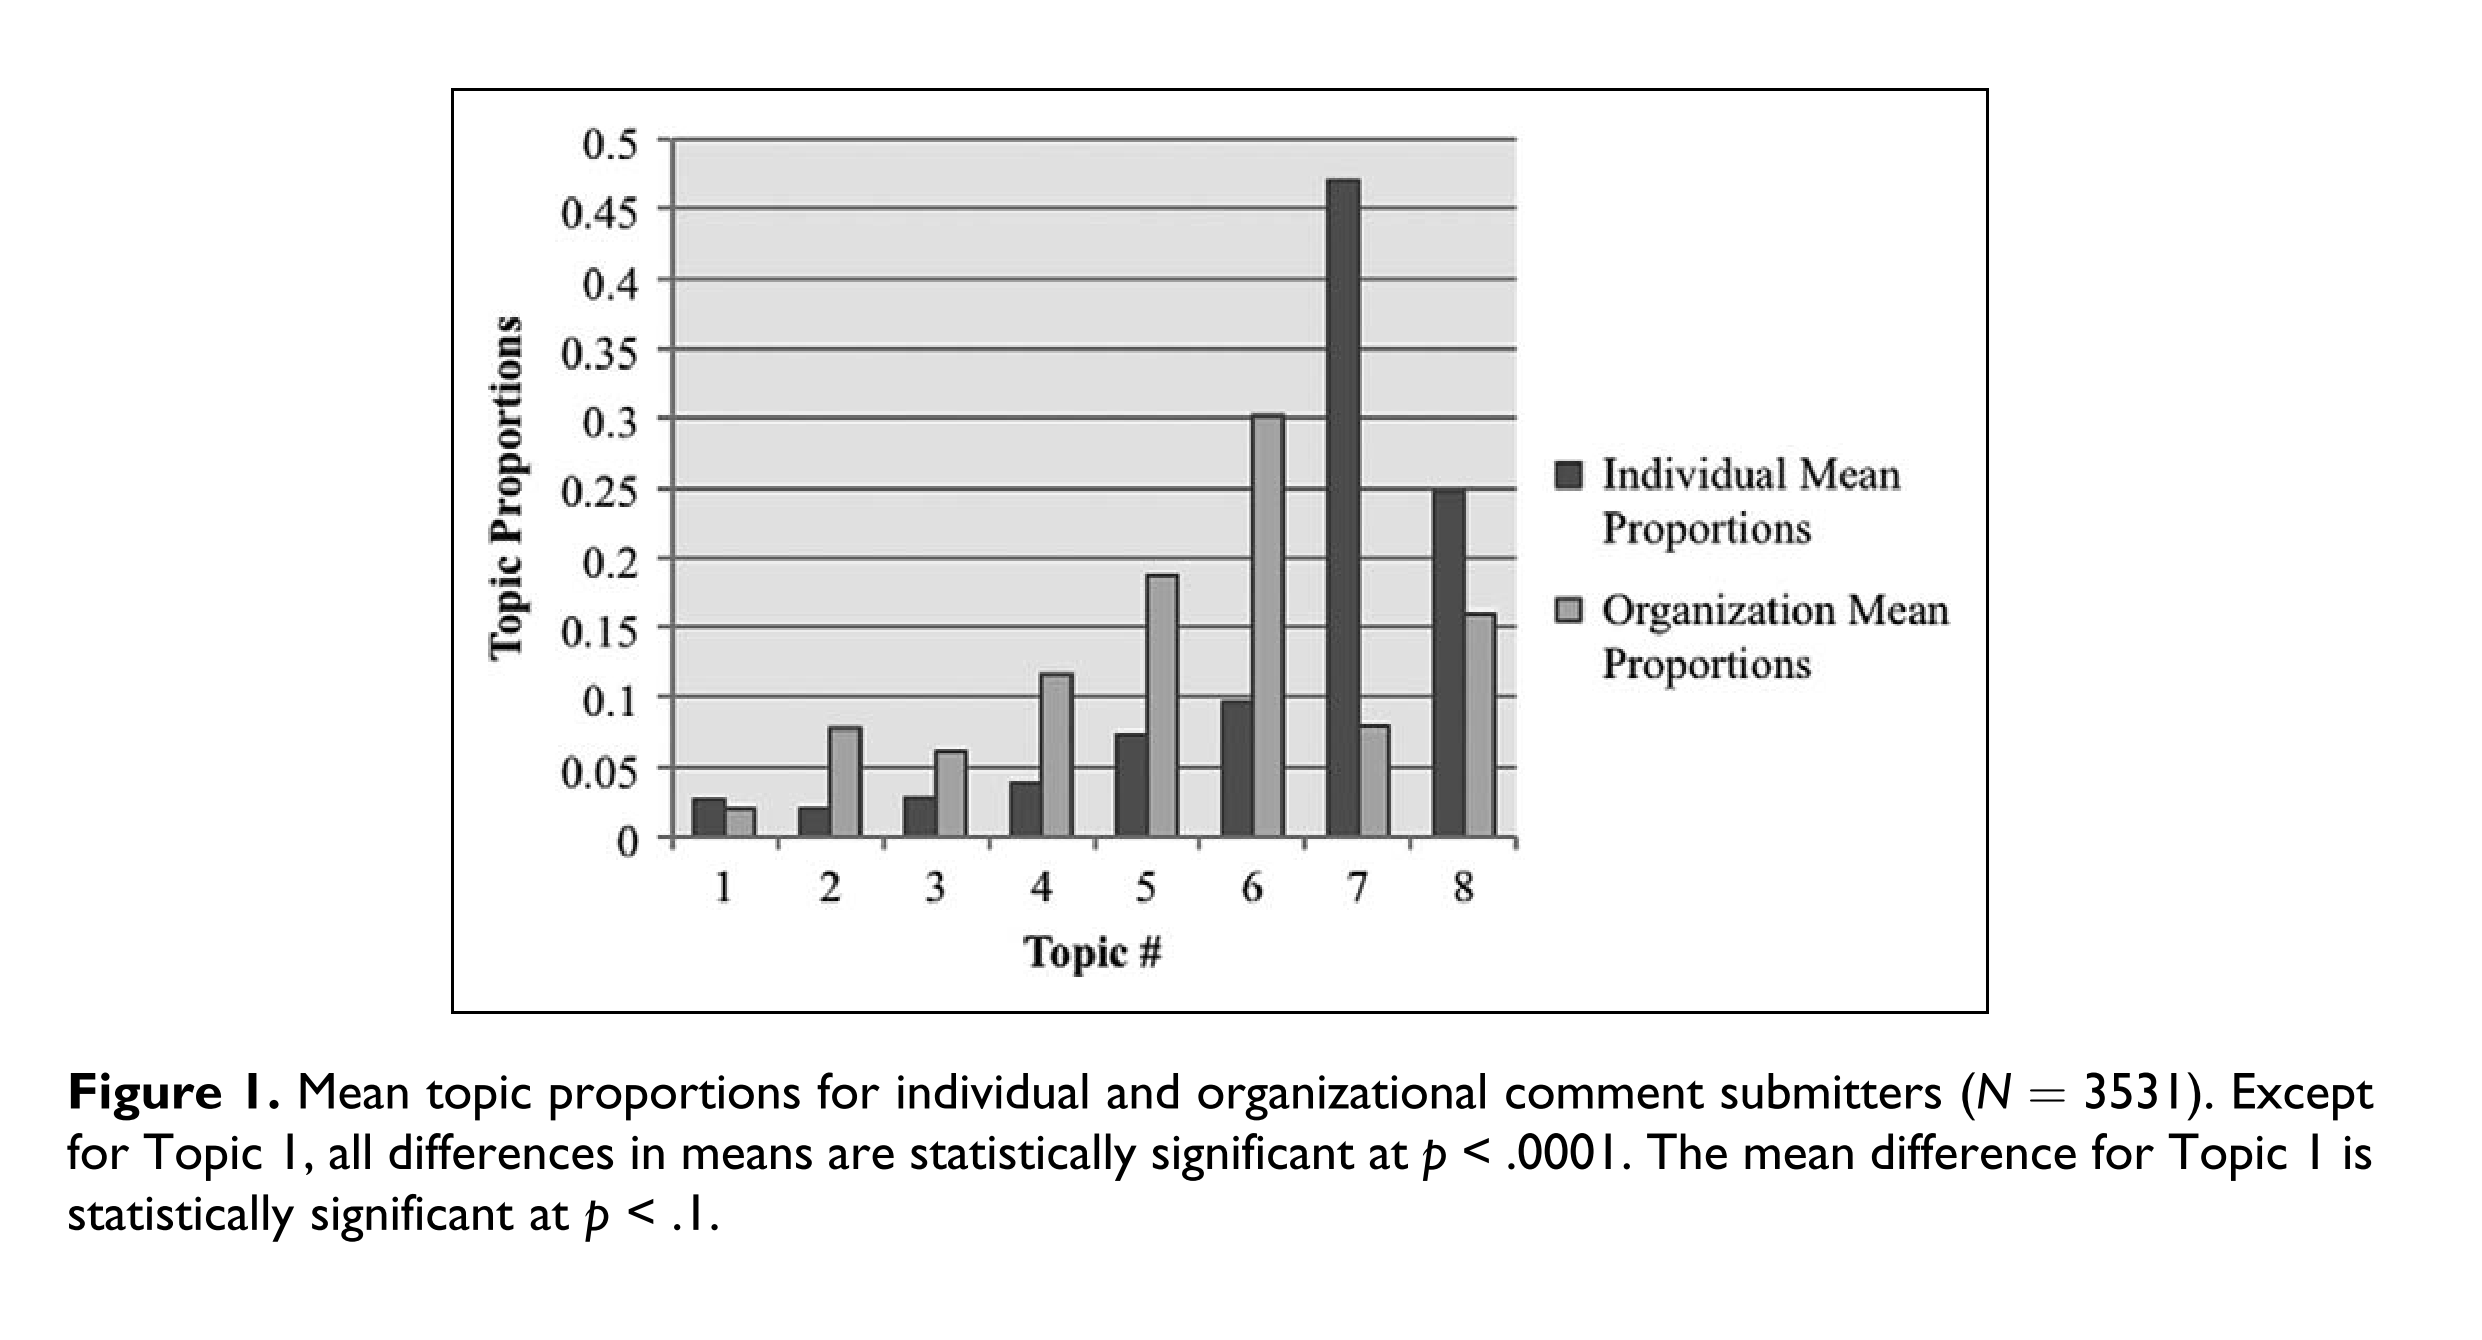 0.5
0.45
0.4
0.35
0.3
0.25
0.2
0.15
0.1
0.05
0
Topic Proportions
1 2 3 4 5 6 7 8
Topic #
Individual Mean
Proportions
Organization Mean
Proportions
Figure 1. Mean topic proportions for individual and organizational comment submitters (N = 3531). Except
for Topic 1, all differences in means are statistically significant at p < .0001. The mean difference for Topic 1 is
statistically significant at p < .1.